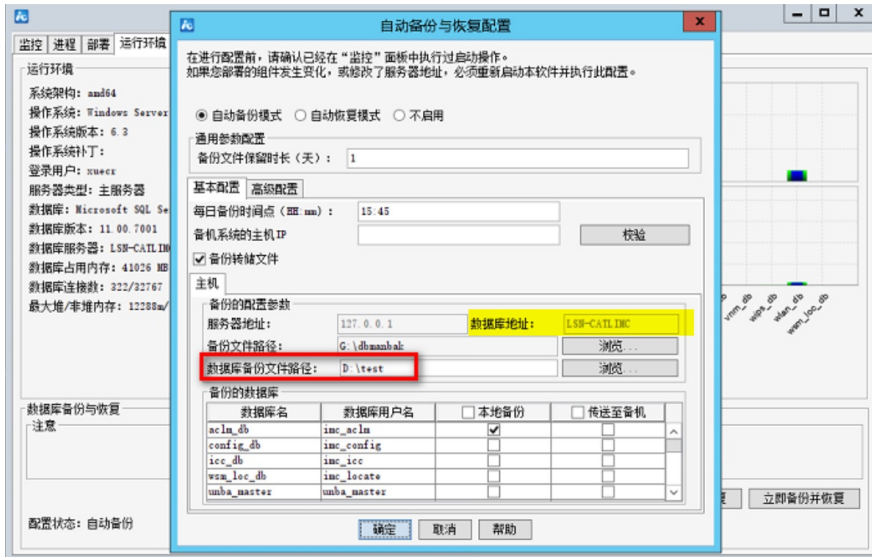 自动备份与恢复配置
监控 进程 部署 运行环境
运行环境
系统架构: amd64
操作系统: Windows Server
操作系统版本: 6.3
操作系统补丁:
登录用户: xuecr
服务器类型: 主服务器
数据库: Microsoft SQL Se
数据库版本: 11.00.7001
数据库服务器: LSN-CATLIM
数据库占用内存: 41026 MB
数据库连接数: 322/32767
最大堆/非堆内存: 12288m/
数据库备份与恢复
注意
配置状态: 自动备份
在进行配置前，请确认已经在“监控”面板中执行过启动操作。
如果您部署的组件发生变化，或修改了服务器地址，必须重新启动本软件并执行此配置。
自动备份模式 自动恢复模式 不启用
通用参数配置
备份文件保留时长（天）: 1
基本配置 高级配置
每日备份时间点（HH:mm）: 15:45
备机系统的主机IP 校验
备份转储文件
主机
备份的配置参数
服务器地址: 127.0.0.1 数据库地址: LSN-CATLIMC
备份文件路径: G:\dbmanbak 浏览...
数据库备份文件路径: D:\test 浏览...
备份的数据库
数据库名 数据库用户名 本地备份 传送至备机
aclm_db imc_aclm
config_db imc_config
icc_db imc_icc
wsm_loc_db imc_locate
unba_master unba_master
确定 取消 帮助
vnm_db
wips_db
wlan_db
wsm_loc_db
复 立即备份并恢复